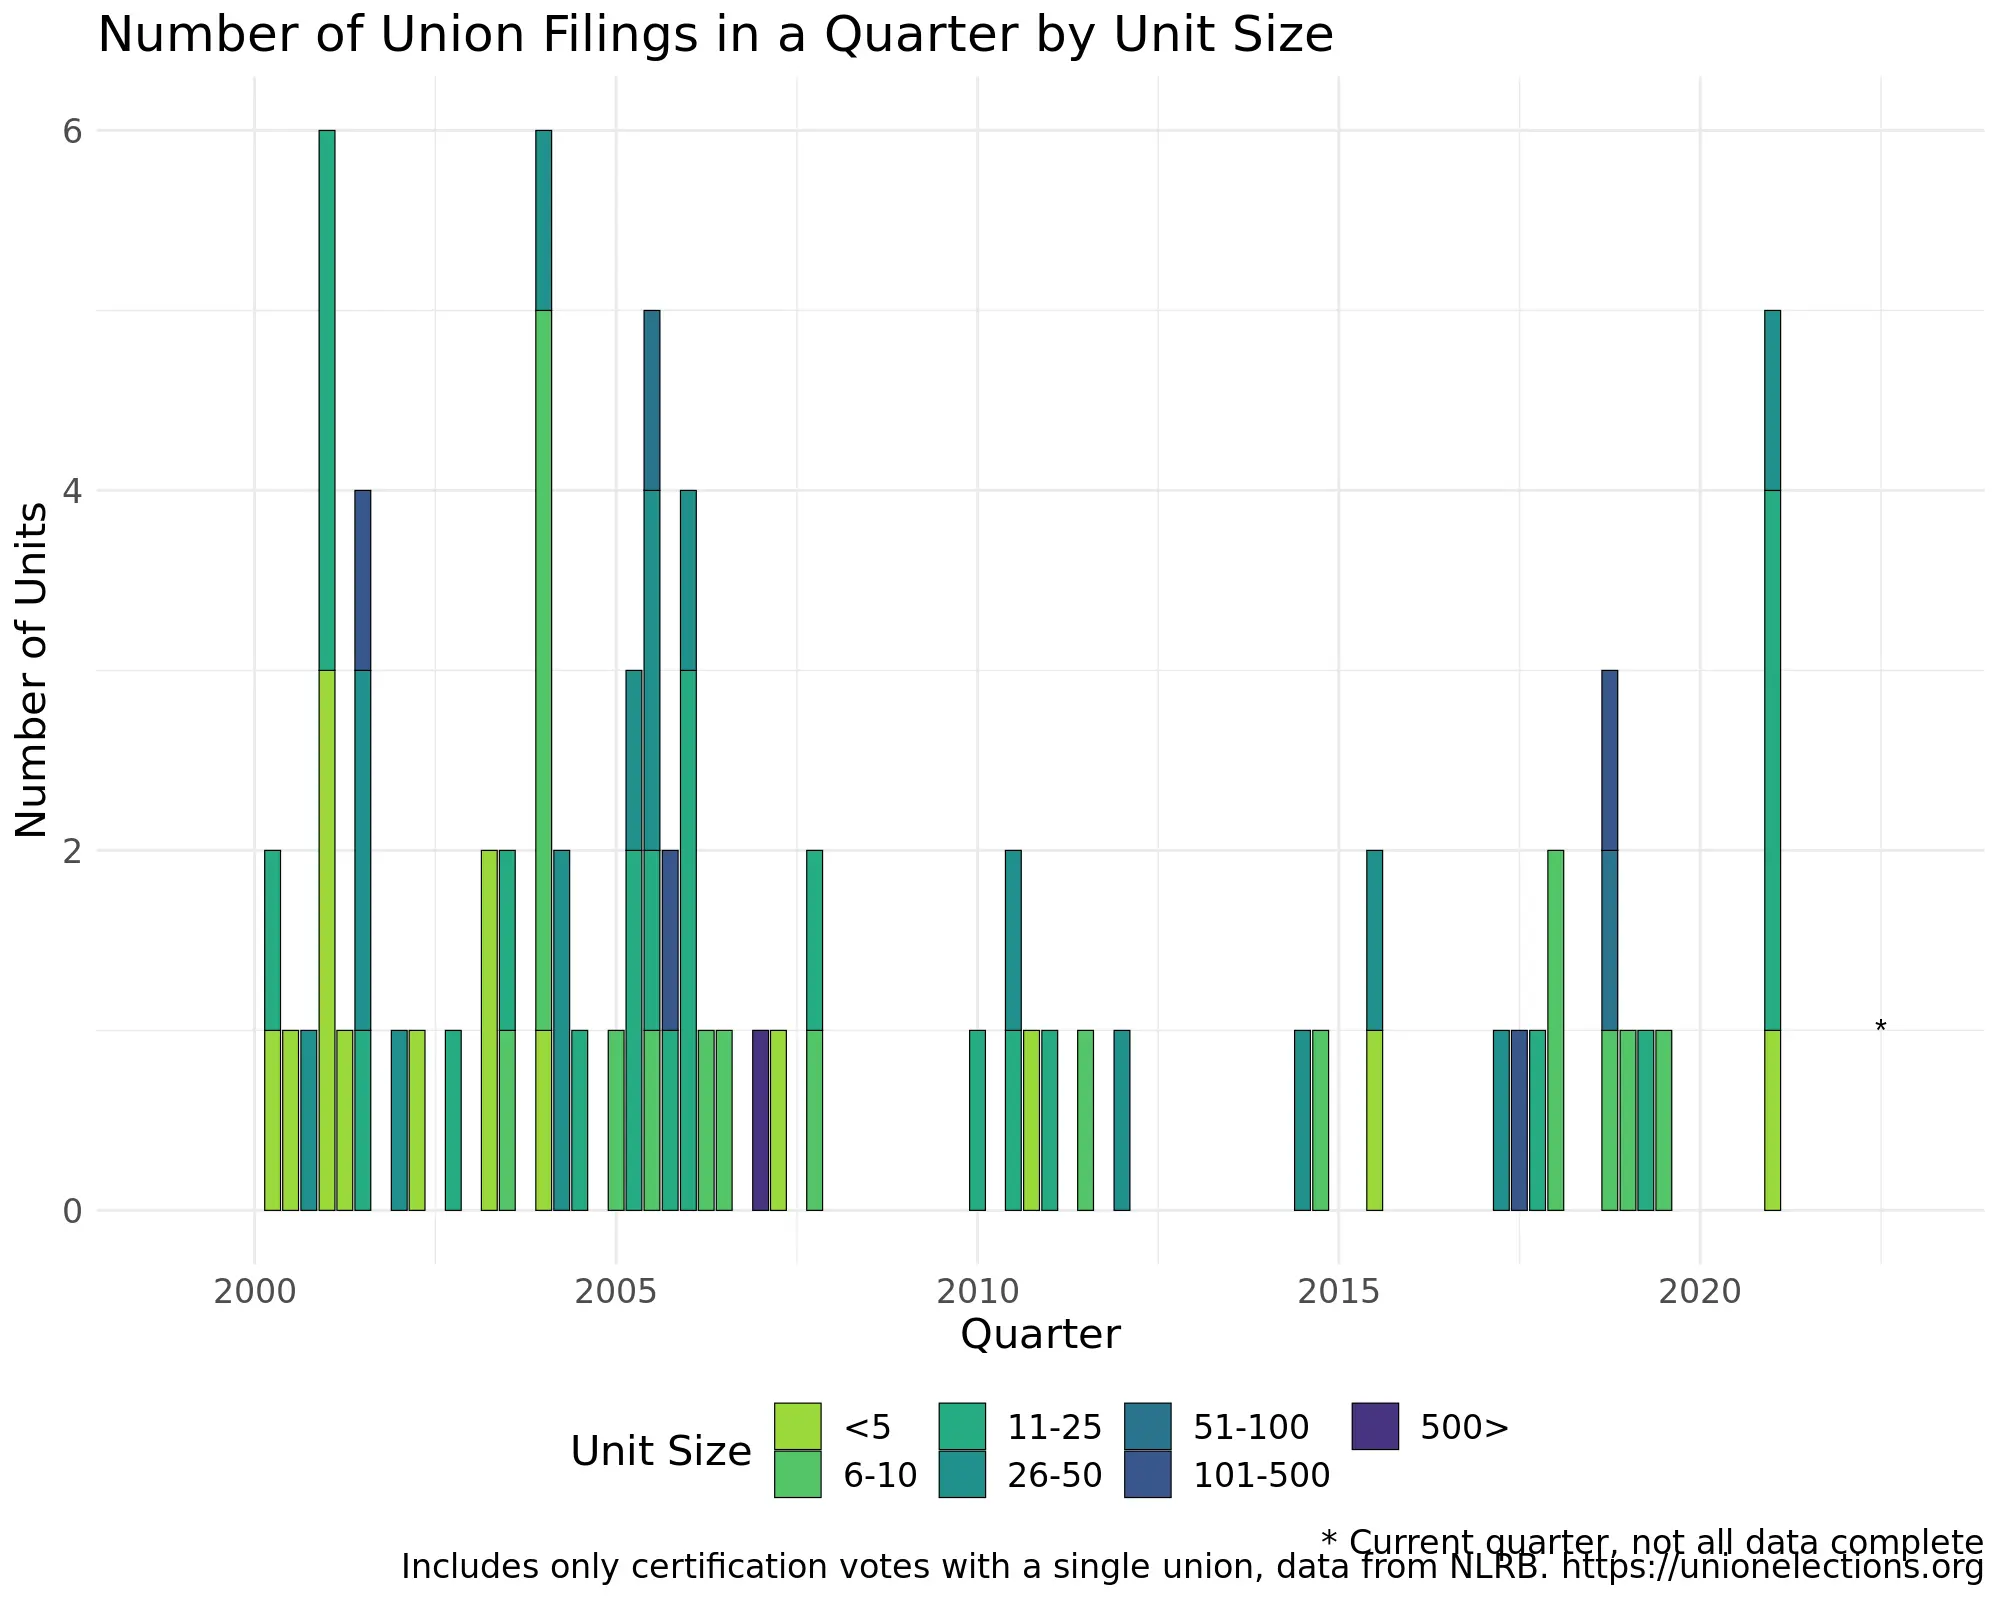 Number of Union Filings in a Quarter by Unit Size
Number of Units
6
4
2
0
*
2000 2005 2010 2015 2020
Quarter
Unit Size
<5 11-25 51-100 500>
6-10 26-50 101-500
* Current quarter, not all data complete
Includes only certification votes with a single union, data from NLRB. https://unionelections.org